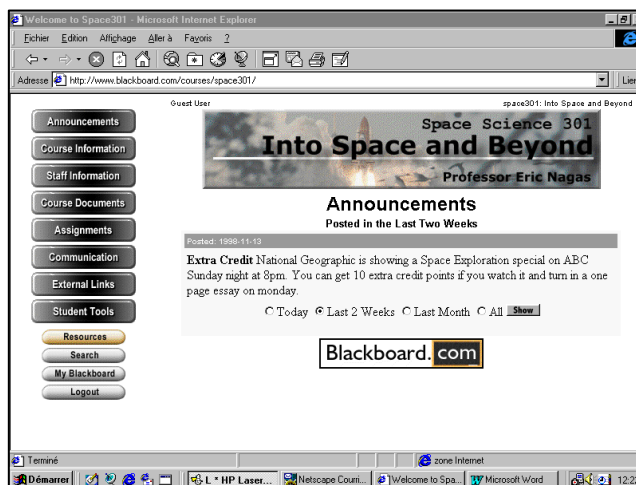 Welcome to Space301 - Microsoft Internet Explorer
Fichier Edition Affichage Aller à Favoris ?
Adresse http://www.blackboard.com/courses/space301/ Lier
Guest User space301: Into Space and Beyond
Announcements
Course Information
Staff Information
Course Documents
Assignments
Communication
External Links
Student Tools
Resources
Search
My Blackboard
Logout
Space Science 301
Into Space and Beyond
Professor Eric Nagas
Announcements
Posted in the Last Two Weeks
Posted: 1998-11-13
Extra Credit National Geographic is showing a Space Exploration special on ABC
Sunday night at 8pm. You can get 10 extra credit points if you watch it and turn in a one
page essay on monday.
Today Last 2 Weeks Last Month All Show
Blackboard.com
Terminé zone Internet
Démarrer L * HP Laser... Netscape Courri... Welcome to Spa... Microsoft Word